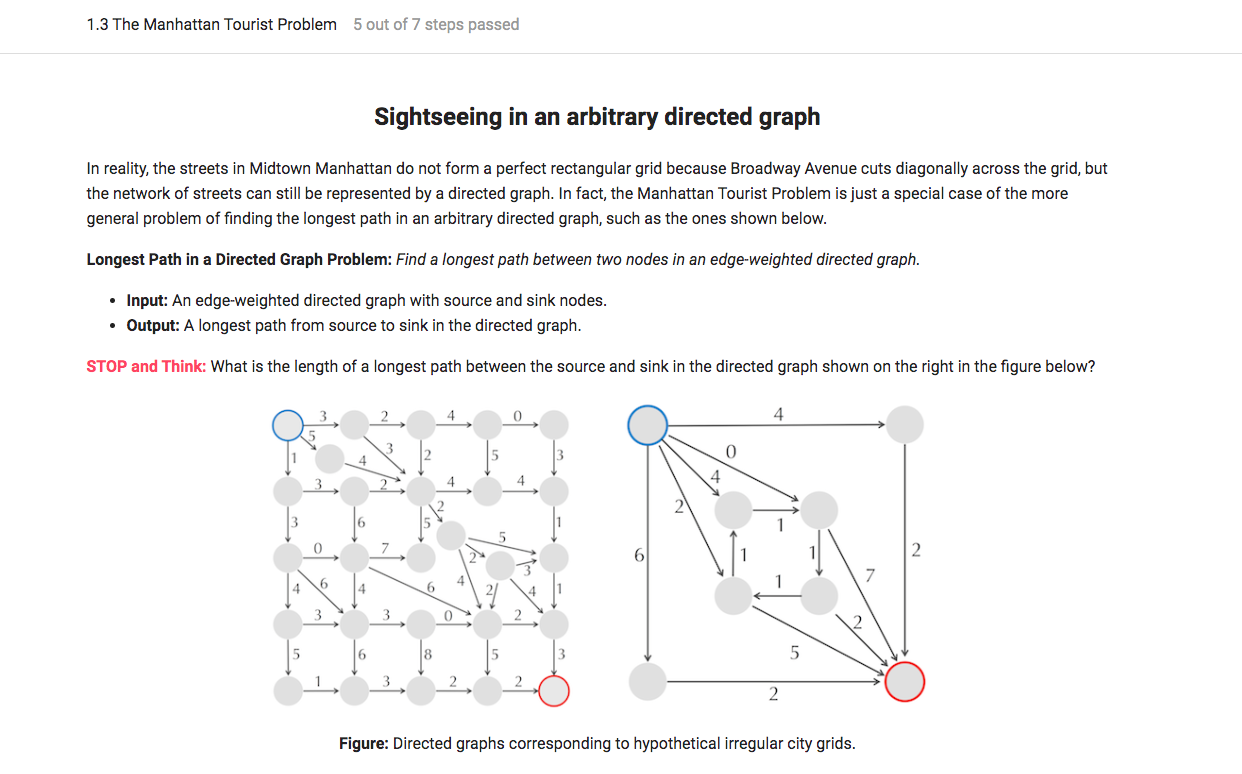 1.3 The Manhattan Tourist Problem 5 out of 7 steps passed
Sightseeing in an arbitrary directed graph
In reality, the streets in Midtown Manhattan do not form a perfect rectangular grid because Broadway Avenue cuts diagonally across the grid, but
the network of streets can still be represented by a directed graph. In fact, the Manhattan Tourist Problem is just a special case of the more
general problem of finding the longest path in an arbitrary directed graph, such as the ones shown below.
Longest Path in a Directed Graph Problem: Find a longest path between two nodes in an edge-weighted directed graph.
• Input: An edge-weighted directed graph with source and sink nodes.
• Output: A longest path from source to sink in the directed graph.
STOP and Think: What is the length of a longest path between the source and sink in the directed graph shown on the right in the figure below?
3 2 4 0
5
1 4 3 2 5 3
3 2 4 4
2
3 6 5 1
0 7 5
2 3
4 6 4 6 4 2 4 1
3 3 0 2
5 6 8 5 3
1 3 2 2
4
0
4
2
1
6 1 1 2
1 7
2
5
2
Figure: Directed graphs corresponding to hypothetical irregular city grids.